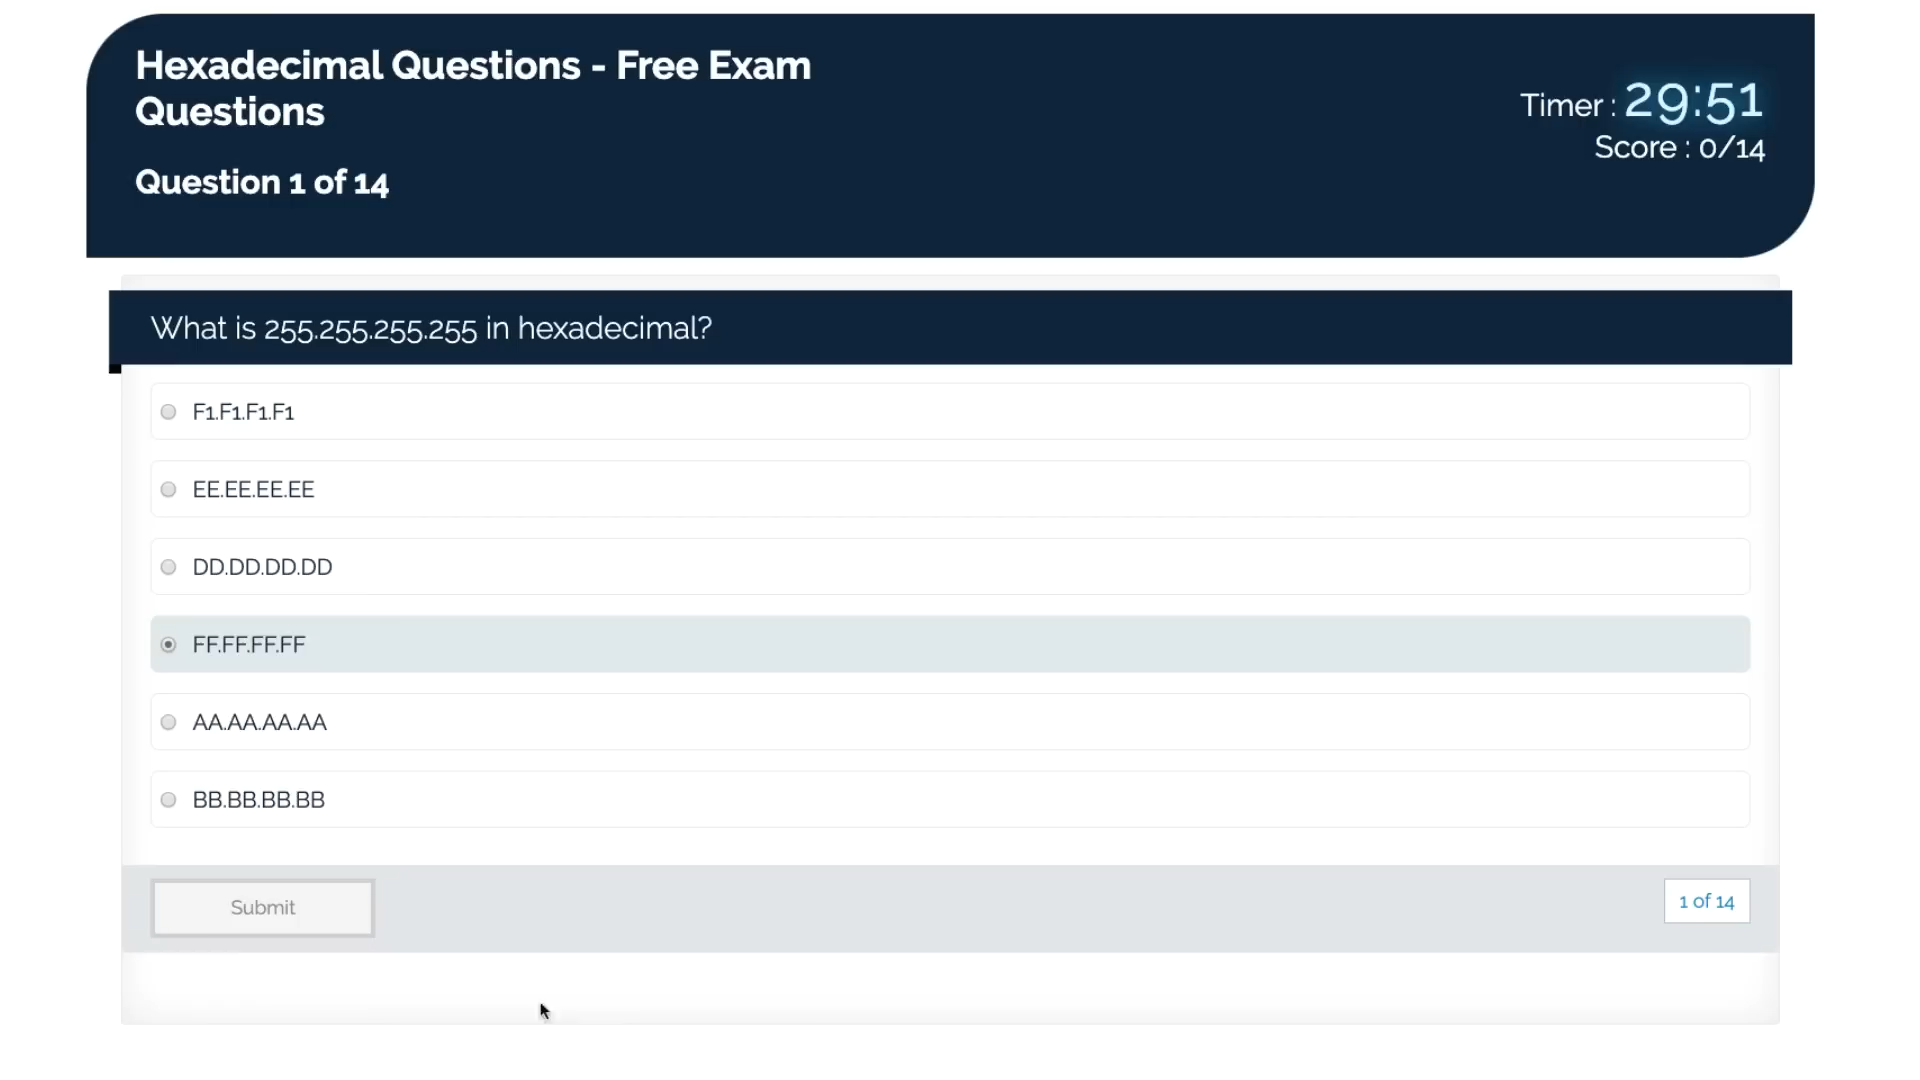 Hexadecimal Questions - Free Exam
Questions
Question 1 of 14
Timer : 29:51
Score : 0/14
What is 255.255.255.255 in hexadecimal?
F1.F1.F1.F1
EE.EE.EE.EE
DD.DD.DD.DD
FF.FF.FF.FF
AA.AA.AA.AA
BB.BB.BB.BB
Submit
1 of 14